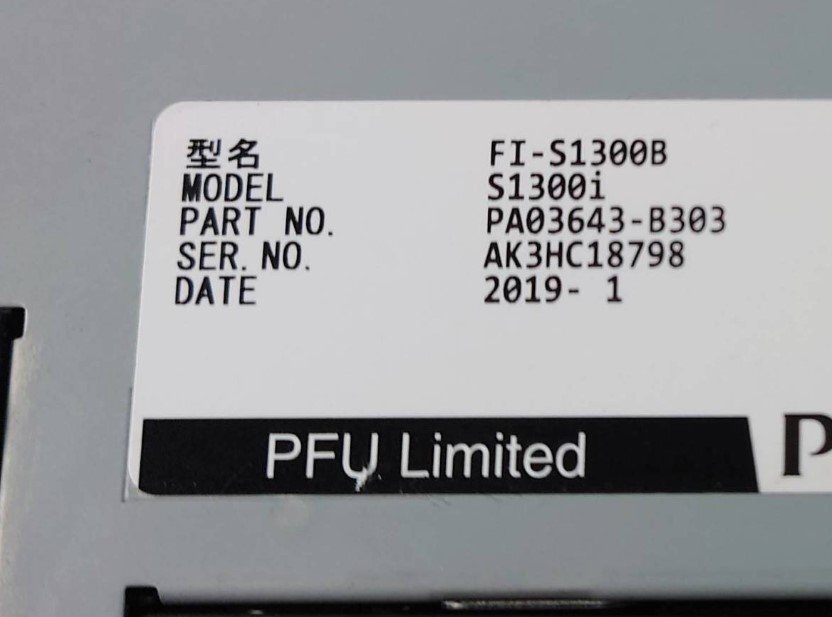 型名 FI-S1300B
MODEL S1300i
PART NO. PA03643-B303
SER. NO. AK3HC18798
DATE 2019- 1
PFU Limited P